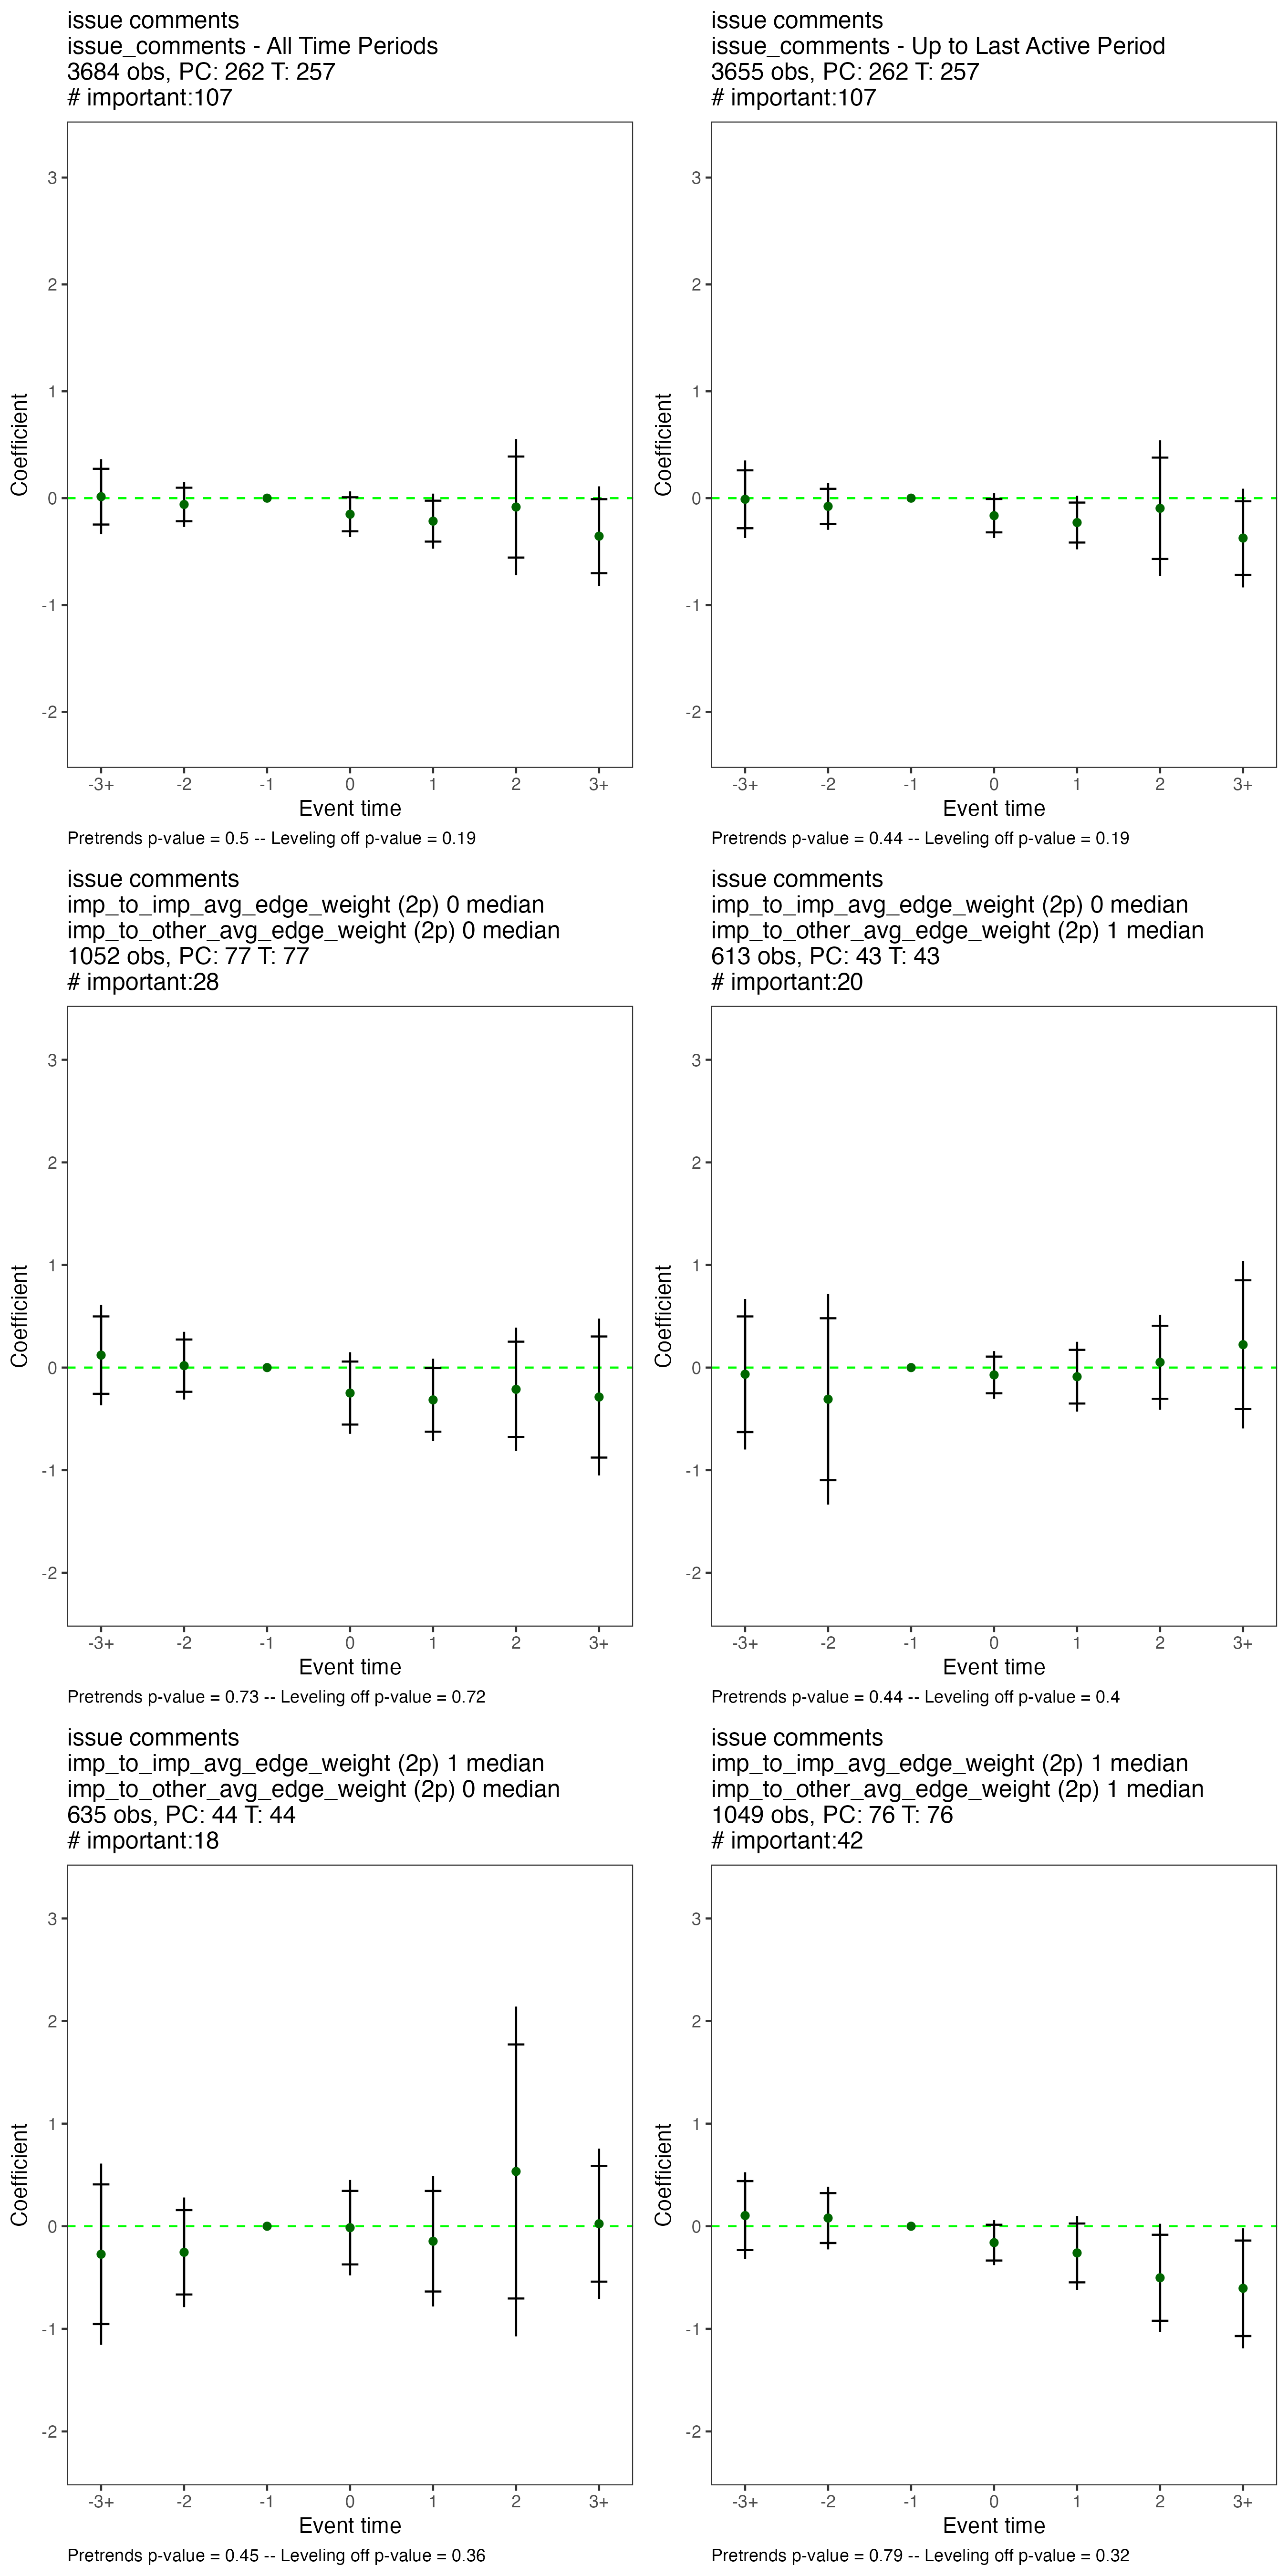 issue comments
issue_comments - All Time Periods
3684 obs, PC: 262 T: 257
# important:107
3
2
1
0
-1
-2
Coefficient
-3+ -2 -1 0 1 2 3+
Event time
Pretrends p-value = 0.5 -- Leveling off p-value = 0.19
issue comments
issue_comments - Up to Last Active Period
3655 obs, PC: 262 T: 257
# important:107
3
2
1
0
-1
-2
Coefficient
-3+ -2 -1 0 1 2 3+
Event time
Pretrends p-value = 0.44 -- Leveling off p-value = 0.19
issue comments
imp_to_imp_avg_edge_weight (2p) 0 median
imp_to_other_avg_edge_weight (2p) 0 median
1052 obs, PC: 77 T: 77
# important:28
3
2
1
0
-1
-2
Coefficient
-3+ -2 -1 0 1 2 3+
Event time
Pretrends p-value = 0.73 -- Leveling off p-value = 0.72
issue comments
imp_to_imp_avg_edge_weight (2p) 0 median
imp_to_other_avg_edge_weight (2p) 1 median
613 obs, PC: 43 T: 43
# important:20
3
2
1
0
-1
-2
Coefficient
-3+ -2 -1 0 1 2 3+
Event time
Pretrends p-value = 0.44 -- Leveling off p-value = 0.4
issue comments
imp_to_imp_avg_edge_weight (2p) 1 median
imp_to_other_avg_edge_weight (2p) 0 median
635 obs, PC: 44 T: 44
# important:18
3
2
1
0
-1
-2
Coefficient
-3+ -2 -1 0 1 2 3+
Event time
Pretrends p-value = 0.45 -- Leveling off p-value = 0.36
issue comments
imp_to_imp_avg_edge_weight (2p) 1 median
imp_to_other_avg_edge_weight (2p) 1 median
1049 obs, PC: 76 T: 76
# important:42
3
2
1
0
-1
-2
Coefficient
-3+ -2 -1 0 1 2 3+
Event time
Pretrends p-value = 0.79 -- Leveling off p-value = 0.32